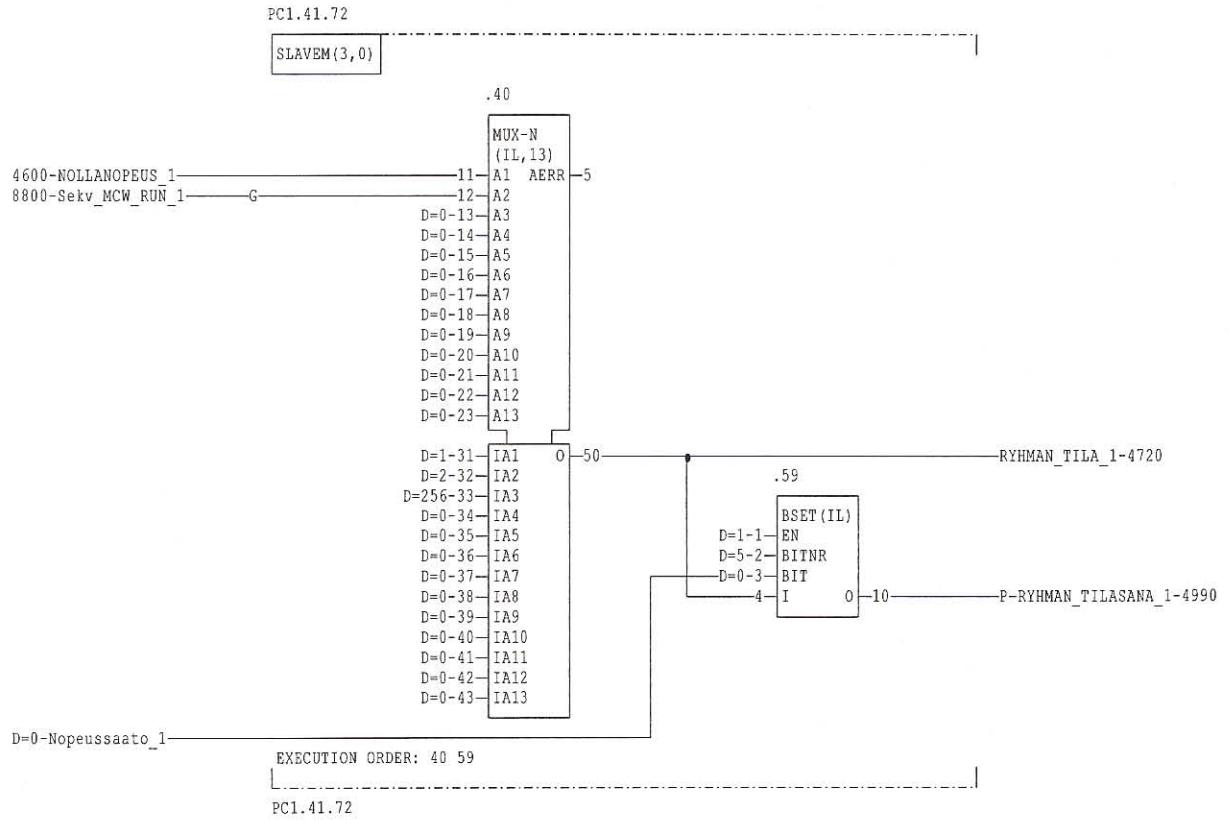 PC1.41.72
SLAVEM(3,0)
.40
MUX-N
(IL,13)
4600-NOLLANOPEUS_1 11 A1 AERR 5
8800-Sekv_MCW_RUN_1 G 12 A2
D=0-13 A3
D=0-14 A4
D=0-15 A5
D=0-16 A6
D=0-17 A7
D=0-18 A8
D=0-19 A9
D=0-20 A10
D=0-21 A11
D=0-22 A12
D=0-23 A13
D=1-31 IA1 O 50 RYHMAN_TILA_1-4720
D=2-32 IA2 .59
D=256-33 IA3
D=0-34 IA4 BSET(IL)
D=0-35 IA5 D=1-1 EN
D=0-36 IA6 D=5-2 BITNR
D=0-37 IA7 D=0-3 BIT
D=0-38 IA8 4 I O 10 P-RYHMAN_TILASANA_1-4990
D=0-39 IA9
D=0-40 IA10
D=0-41 IA11
D=0-42 IA12
D=0-43 IA13
D=0-Nopeussaato_1
EXECUTION ORDER: 40 59
PC1.41.72